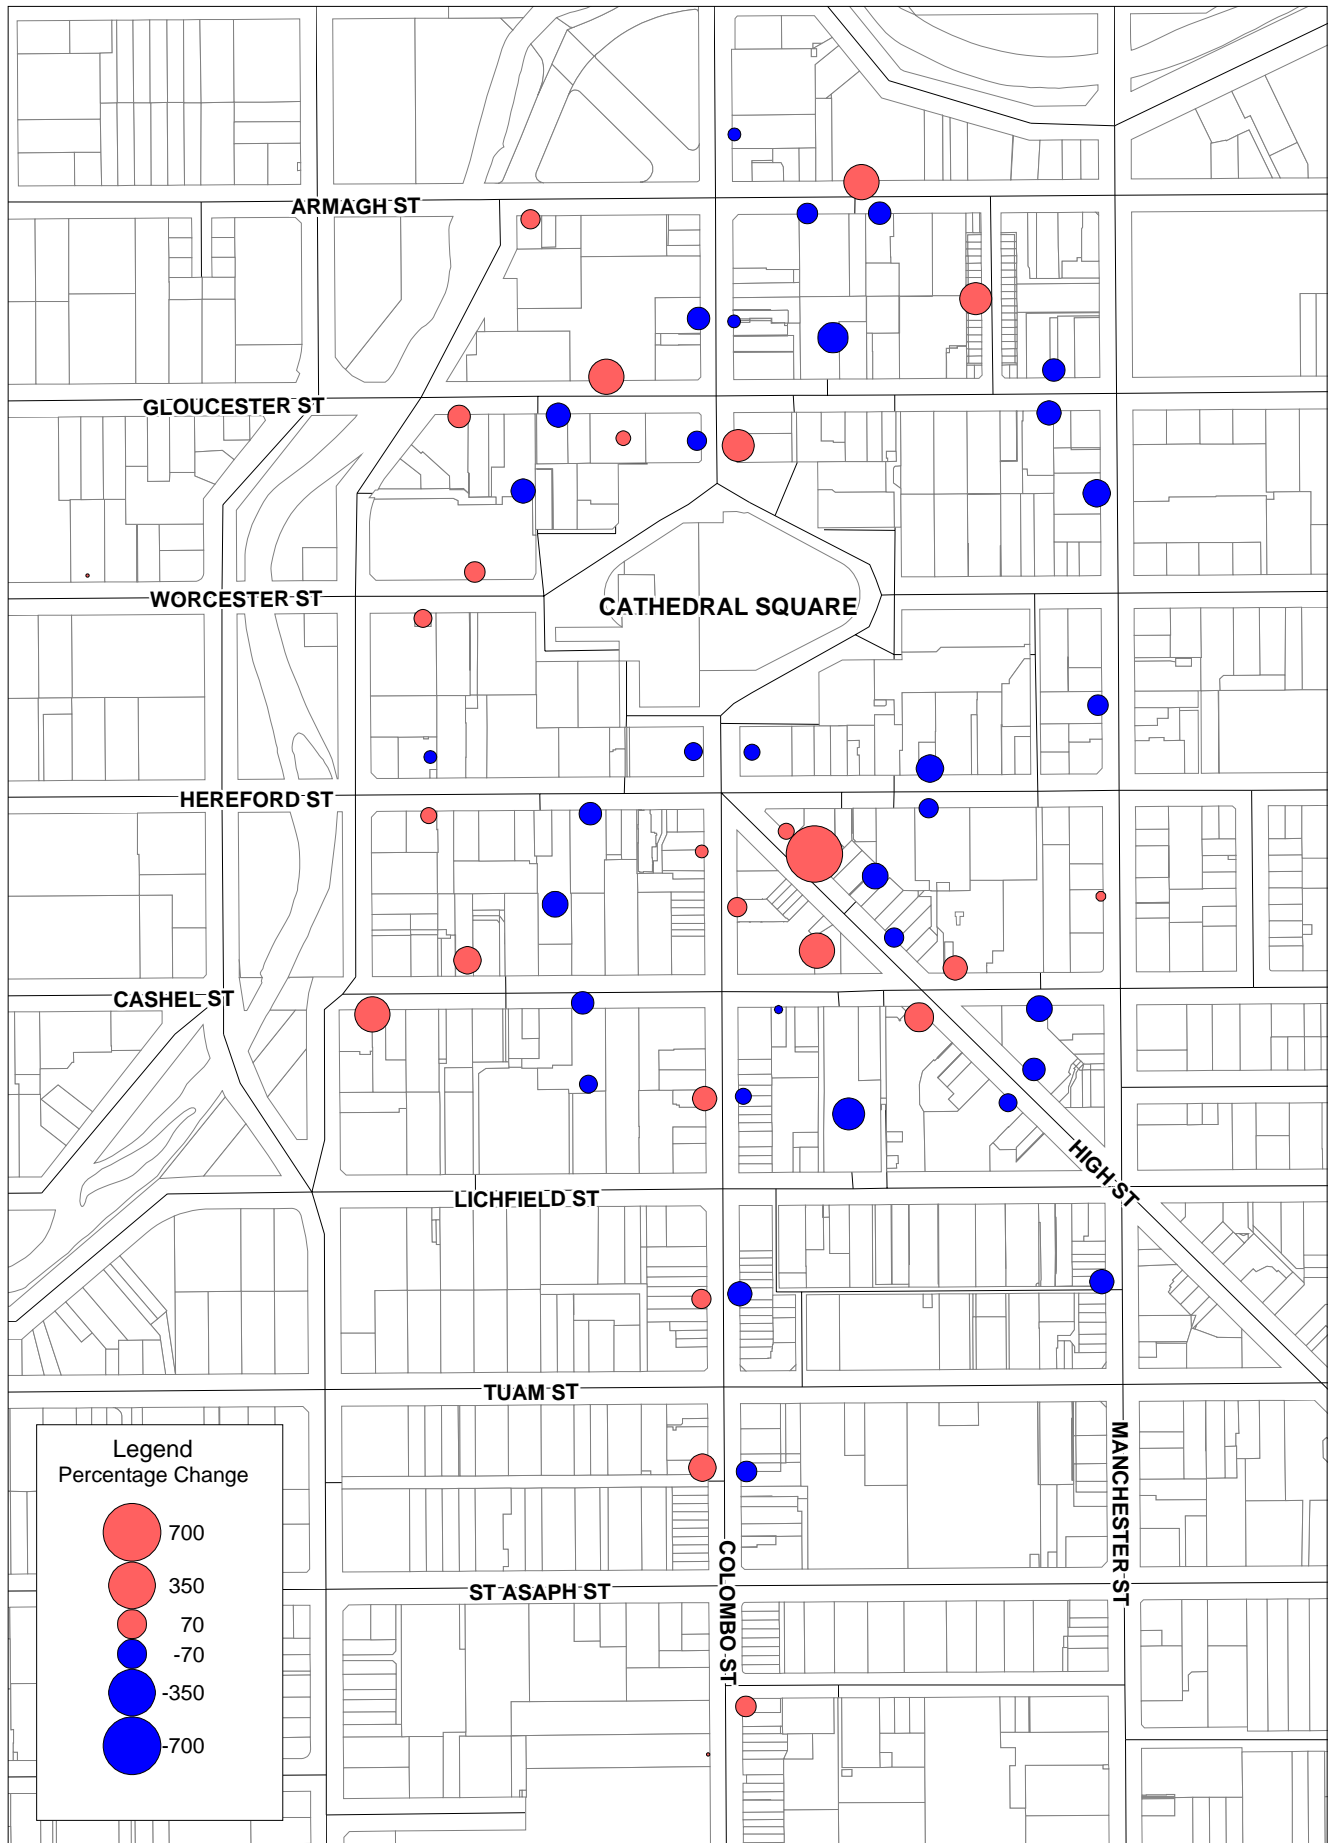 ARMAGH ST
GLOUCESTER ST
WORCESTER ST
CATHEDRAL SQUARE
HEREFORD ST
CASHEL ST
HIGH ST
LICHFIELD ST
TUAM ST
MANCHESTER ST
COLOMBO ST
ST ASAPH ST
Legend
Percentage Change
700
350
70
-70
-350
-700